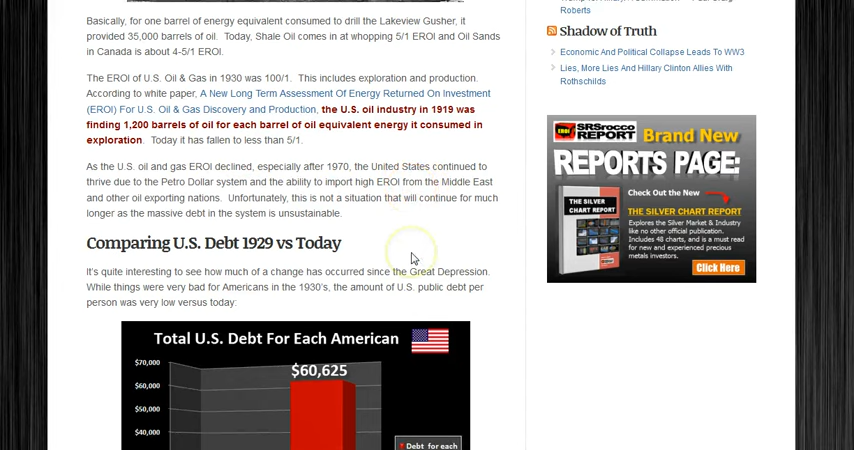 Basically, for one barrel of energy equivalent consumed to drill the Lakeview Gusher, it
provided 35,000 barrels of oil.  Today, Shale Oil comes in at whopping 5/1 EROI and Oil Sands
in Canada is about 4-5/1 EROI.
The EROI of U.S. Oil & Gas in 1930 was 100/1.  This includes exploration and production.
According to white paper, A New Long Term Assessment Of Energy Returned On Investment
(EROI) For U.S. Oil & Gas Discovery and Production, the U.S. oil industry in 1919 was
finding 1,200 barrels of oil for each barrel of oil equivalent energy it consumed in
exploration.  Today it has fallen to less than 5/1.
As the U.S. oil and gas EROI declined, especially after 1970, the United States continued to
thrive due to the Petro Dollar system and the ability to import high EROI from the Middle East
and other oil exporting nations.  Unfortunately, this is not a situation that will continue for much
longer as the massive debt in the system is unsustainable.
Comparing U.S. Debt 1929 vs Today
It's quite interesting to see how much of a change has occurred since the Great Depression.
While things were very bad for Americans in the 1930's, the amount of U.S. public debt per
person was very low versus today:
Total U.S. Debt For Each American
$70,000
$60,625
$60,000
$50,000
$40,000
Debt for each
Roberts
Shadow of Truth
Economic And Political Collapse Leads To WW3
Lies, More Lies And Hillary Clinton Allies With
Rothschilds
EROI
SRSrocco
REPORT
Brand New
REPORTS PAGE:
THE SILVER
CHART REPORT
Check Out the New
THE SILVER CHART REPORT
Explores the Silver Market & Industry
like no other official publication.
Includes 48 charts, and is a must read
for new and experienced precious
metals investors.
Click Here